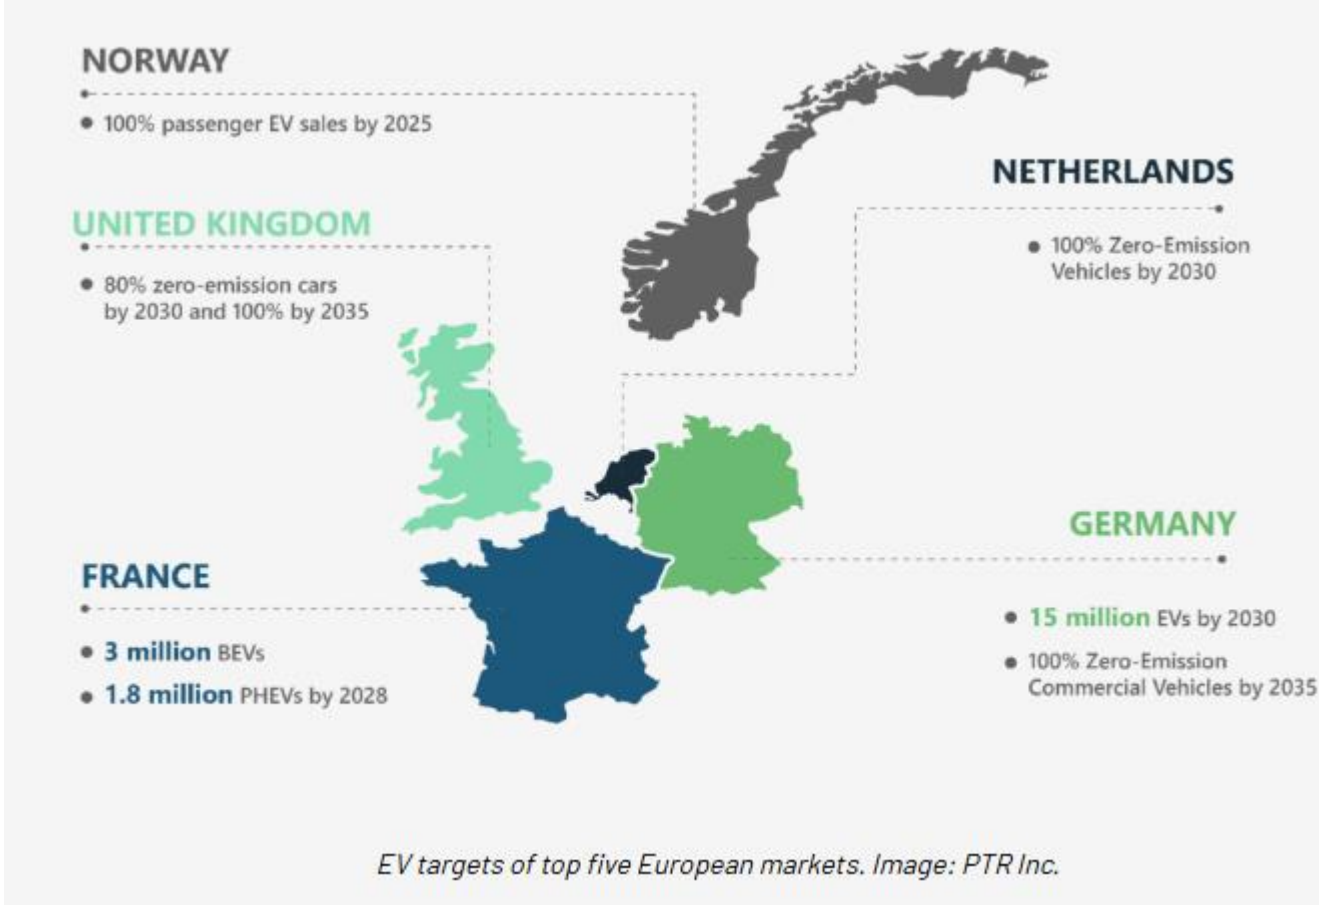 NORWAY
100% passenger EV sales by 2025
NETHERLANDS
100% Zero-Emission
Vehicles by 2030
UNITED KINGDOM
80% zero-emission cars
by 2030 and 100% by 2035
GERMANY
15 million EVs by 2030
100% Zero-Emission
Commercial Vehicles by 2035
FRANCE
3 million BEVs
1.8 million PHEVs by 2028
EV targets of top five European markets. Image: PTR Inc.